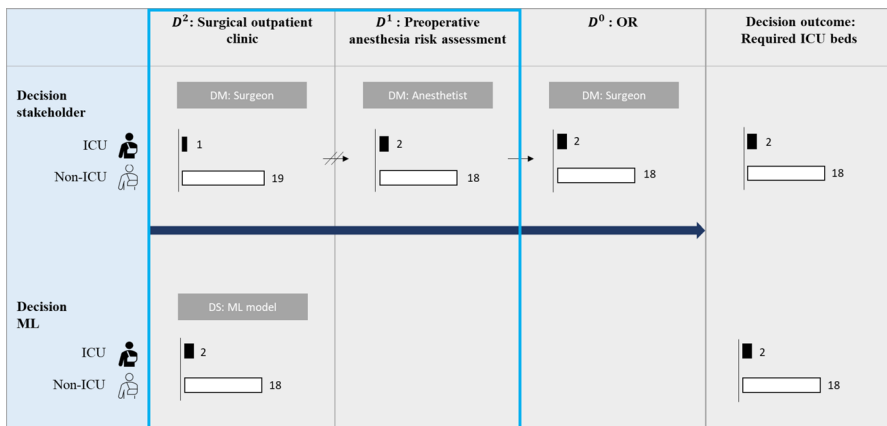 D²: Surgical outpatient
clinic
D¹: Preoperative
anesthesia risk assessment
D⁰: OR
Decision outcome:
Required ICU beds
Decision
stakeholder
DM: Surgeon
DM: Anesthetist
DM: Surgeon
ICU
1
2
2
2
Non-ICU
19
18
18
18
Decision
ML
DS: ML model
ICU
2
2
Non-ICU
18
18